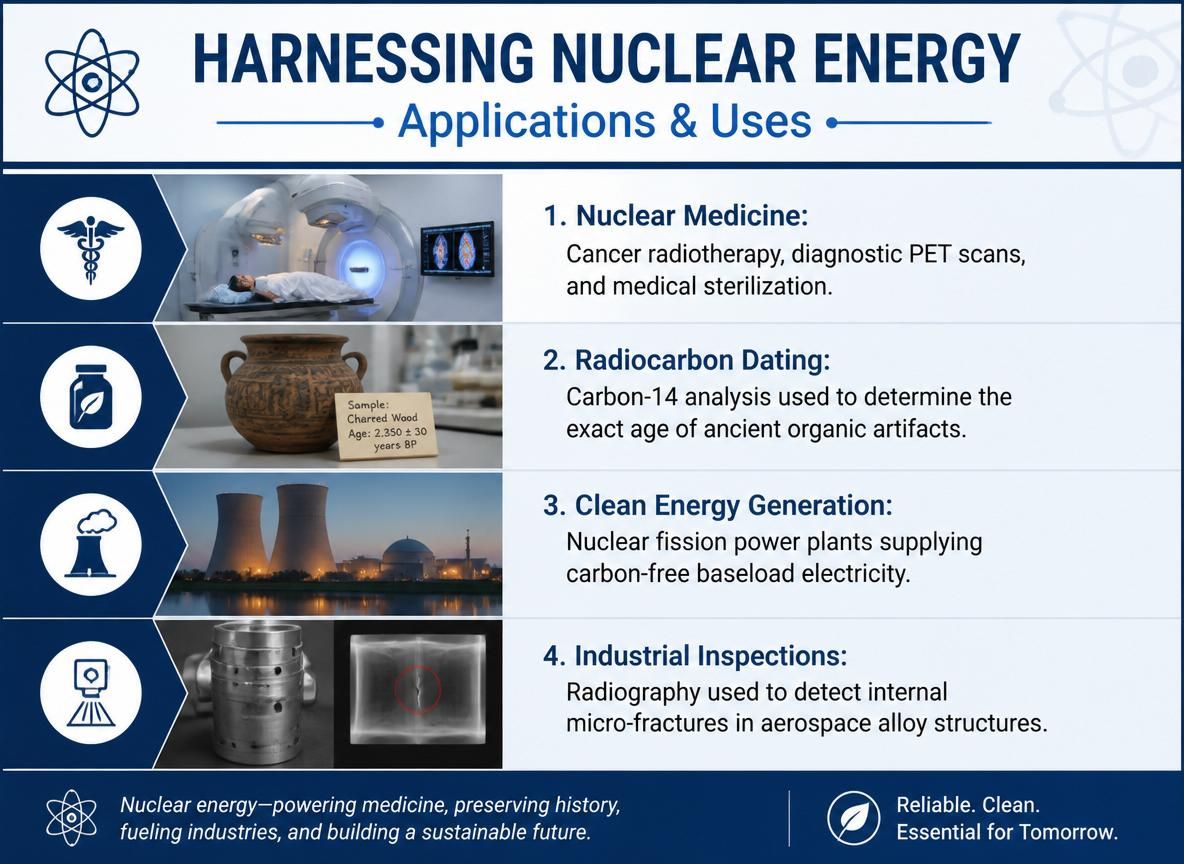 HARNESSING NUCLEAR ENERGY
Applications & Uses
1. Nuclear Medicine:
Cancer radiotherapy, diagnostic PET scans,
and medical sterilization.
Sample:
Charred Wood
Age: 2,350 ± 30
years BP
2. Radiocarbon Dating:
Carbon-14 analysis used to determine the
exact age of ancient organic artifacts.
3. Clean Energy Generation:
Nuclear fission power plants supplying
carbon-free baseload electricity.
4. Industrial Inspections:
Radiography used to detect internal
micro-fractures in aerospace alloy structures.
Nuclear energy—powering medicine, preserving history,
fueling industries, and building a sustainable future.
Reliable. Clean.
Essential for Tomorrow.